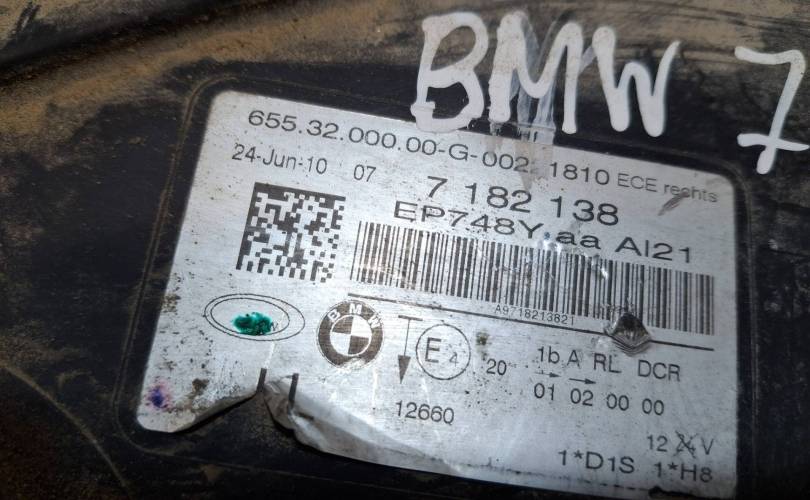 BMW 7
655.32.000.00-G-002 1810 ECE rechts
24-Jun-10 07 7 182 138
EP748Y aa AI21
A9718213821
BMW
E4 20 1b A RL DCR
01 02 00 00
12660
12 V
1*D1S 1*H8